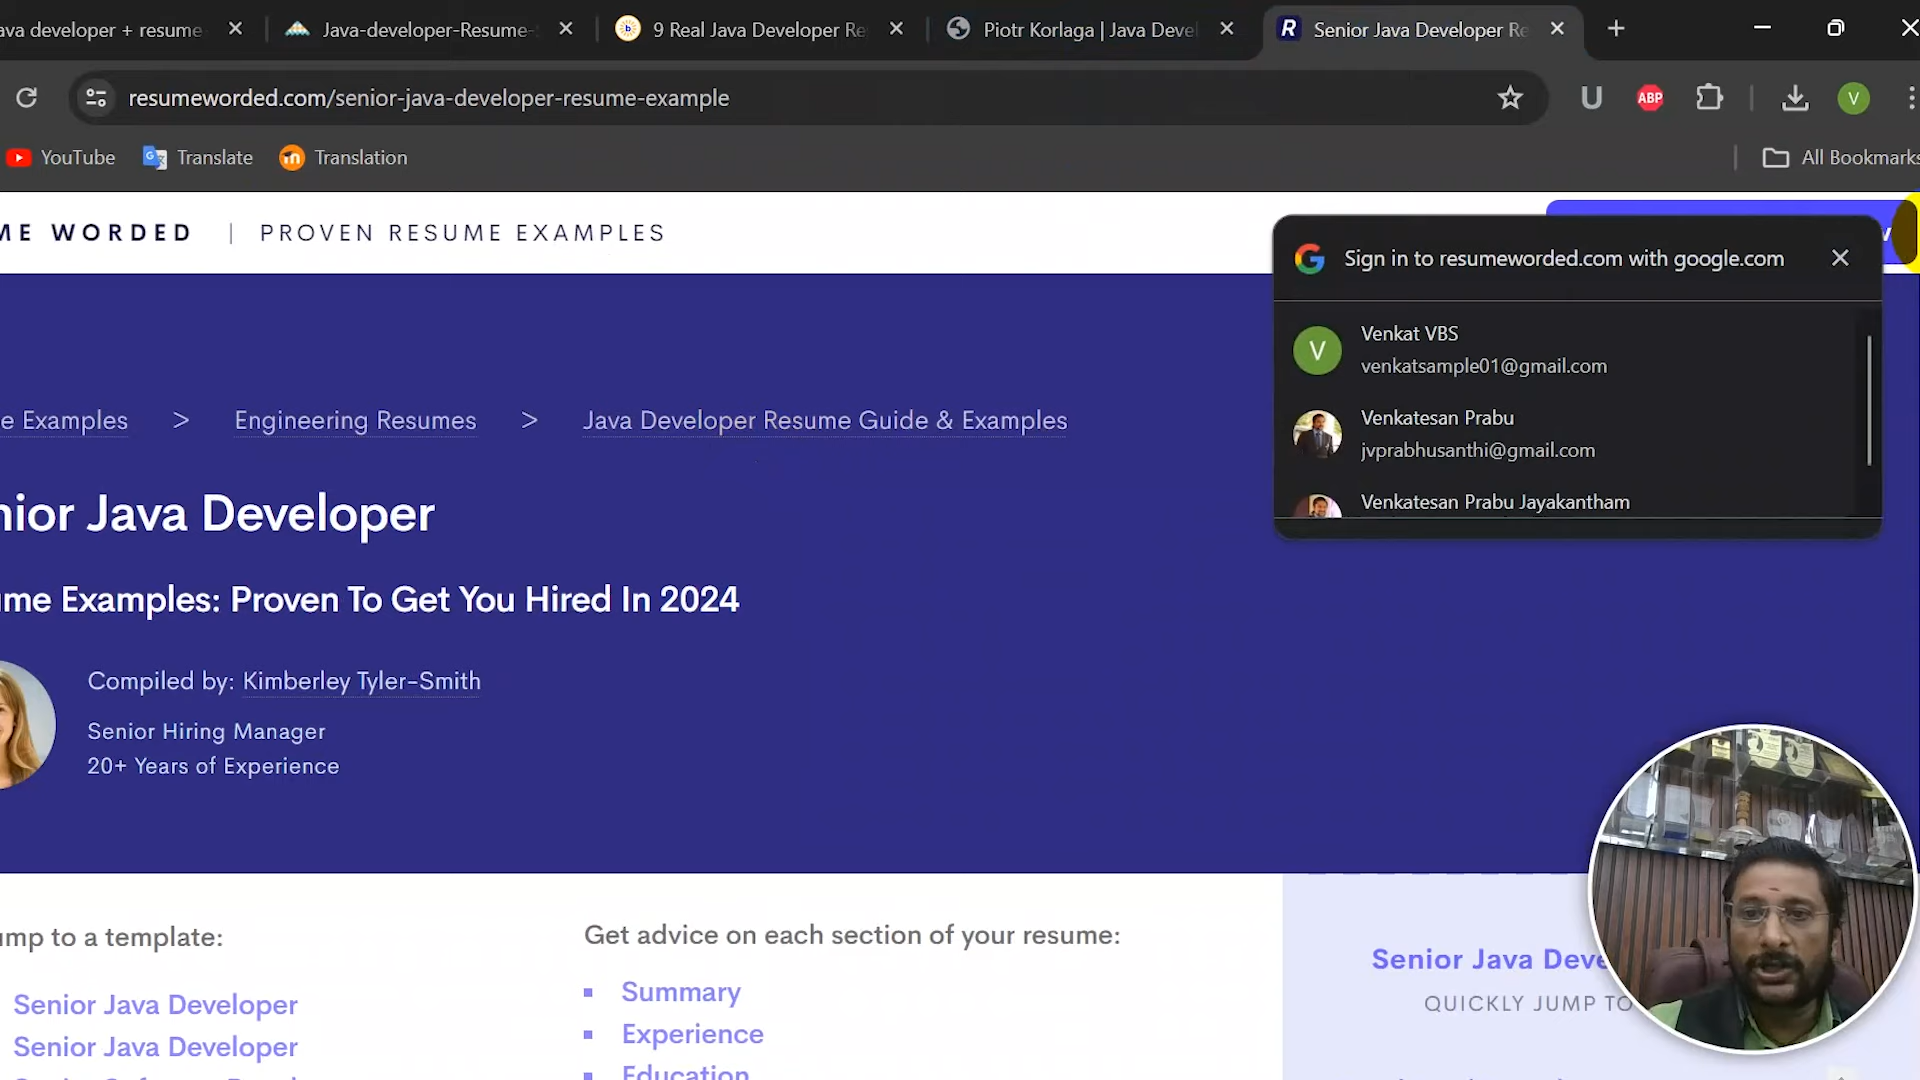 ava developer + resume
Java-developer-Resume-
9 Real Java Developer Re
Piotr Korlaga | Java Devel
R
Senior Java Developer Re
resumeworded.com/senior-java-developer-resume-example
U
ABP
V
YouTube
Translate
Translation
All Bookmarks
ME WORDED | PROVEN RESUME EXAMPLES
Sign in to resumeworded.com with google.com
V
Venkat VBS
venkatsample01@gmail.com
Venkatesan Prabu
jvprabhusanthi@gmail.com
Venkatesan Prabu Jayakantham
e Examples > Engineering Resumes > Java Developer Resume Guide & Examples
nior Java Developer
ume Examples: Proven To Get You Hired In 2024
Compiled by: Kimberley Tyler-Smith
Senior Hiring Manager
20+ Years of Experience
ump to a template:
Senior Java Developer
Senior Java Developer
Get advice on each section of your resume:
Summary
Experience
Education
Senior Java Deve
QUICKLY JUMP TO